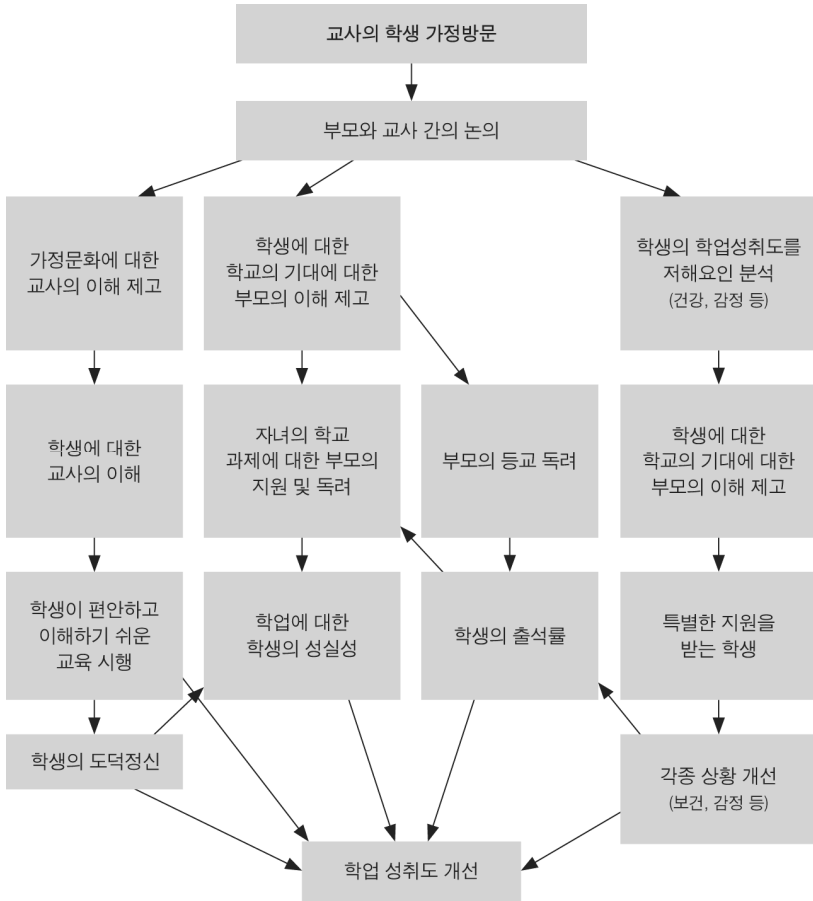 교사의 학생 가정방문
부모와 교사 간의 논의
가정문화에 대한
교사의 이해 제고
학생에 대한
학교의 기대에 대한
부모의 이해 제고
학생의 학업성취도를
저해요인 분석
(건강, 감정 등)
학생에 대한
교사의 이해
자녀의 학교
과제에 대한 부모의
지원 및 독려
부모의 등교 독려
학생에 대한
학교의 기대에 대한
부모의 이해 제고
학생이 편안하고
이해하기 쉬운
교육 시행
학업에 대한
학생의 성실성
학생의 출석률
특별한 지원을
받는 학생
학생의 도덕정신
각종 상황 개선
(보건, 감정 등)
학업 성취도 개선